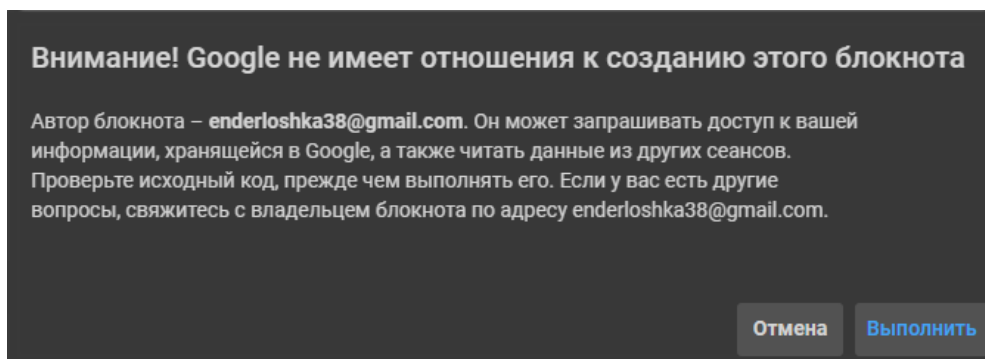 Внимание! Google не имеет отношения к созданию этого блокнота
Автор блокнота – enderloshka38@gmail.com. Он может запрашивать доступ к вашей
информации, хранящейся в Google, а также читать данные из других сеансов.
Проверьте исходный код, прежде чем выполнять его. Если у вас есть другие
вопросы, свяжитесь с владельцем блокнота по адресу enderloshka38@gmail.com.
Отмена Выполнить